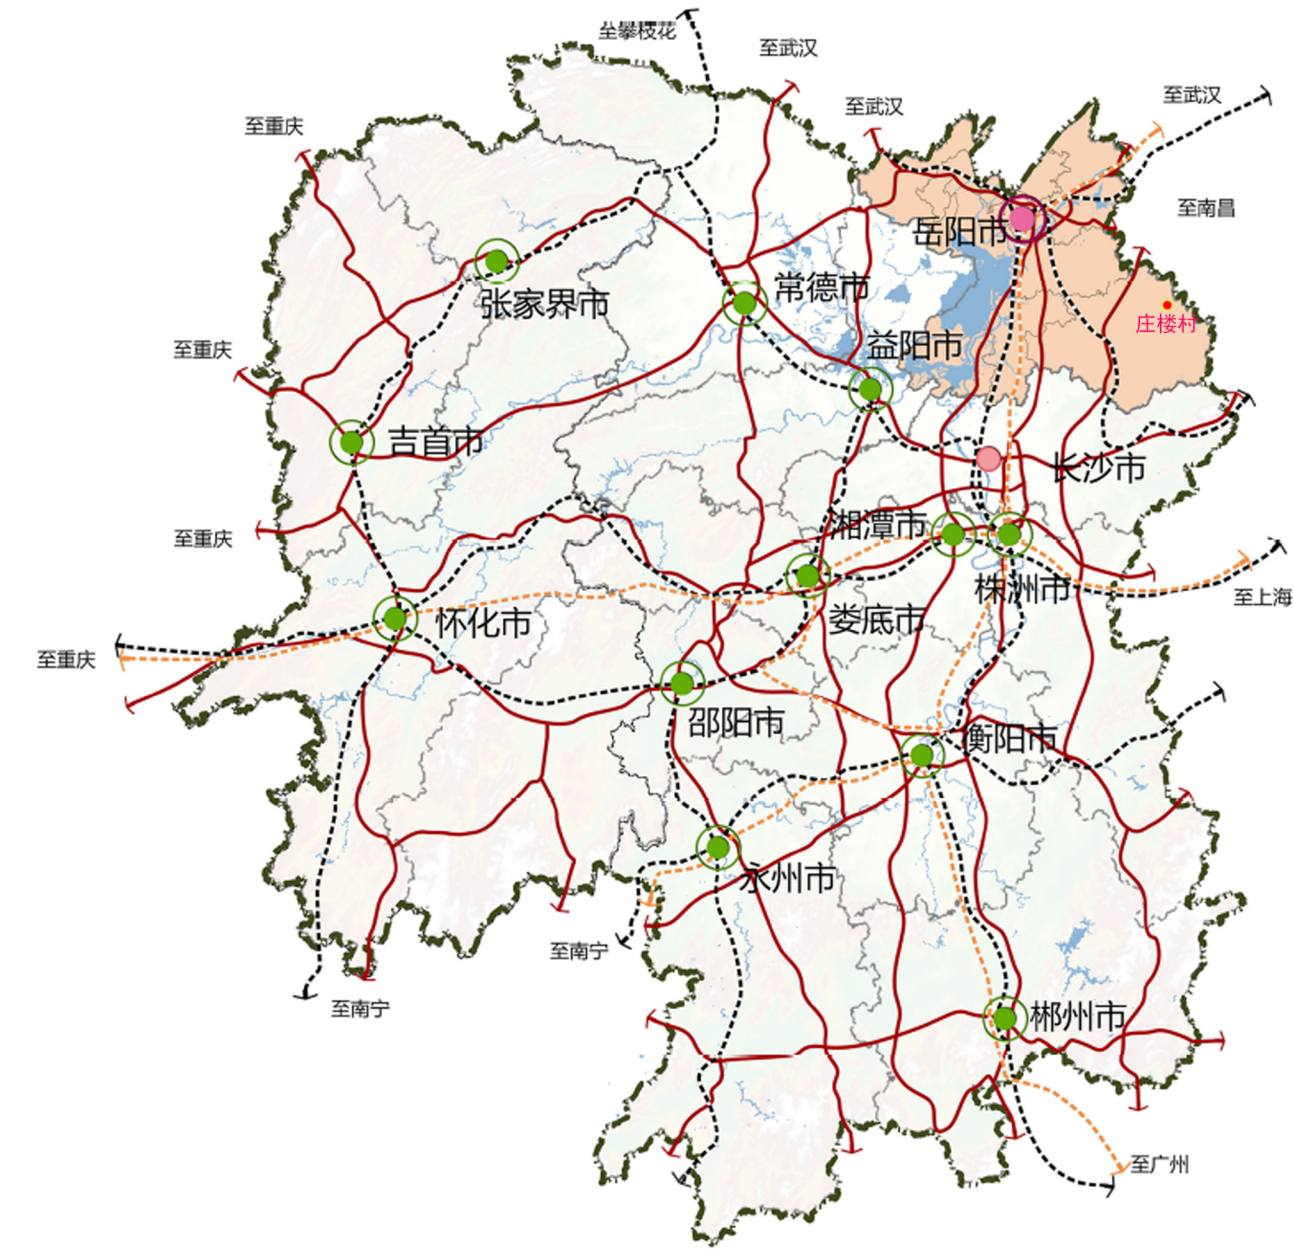 至攀枝花
至武汉
至武汉
至武汉
至重庆
至南昌
岳阳市
张家界市
常德市
庄楼村
益阳市
至重庆
吉首市
长沙市
湘潭市
至重庆
株洲市
至上海
娄底市
怀化市
至重庆
邵阳市
衡阳市
永州市
至南宁
至南宁
郴州市
至广州